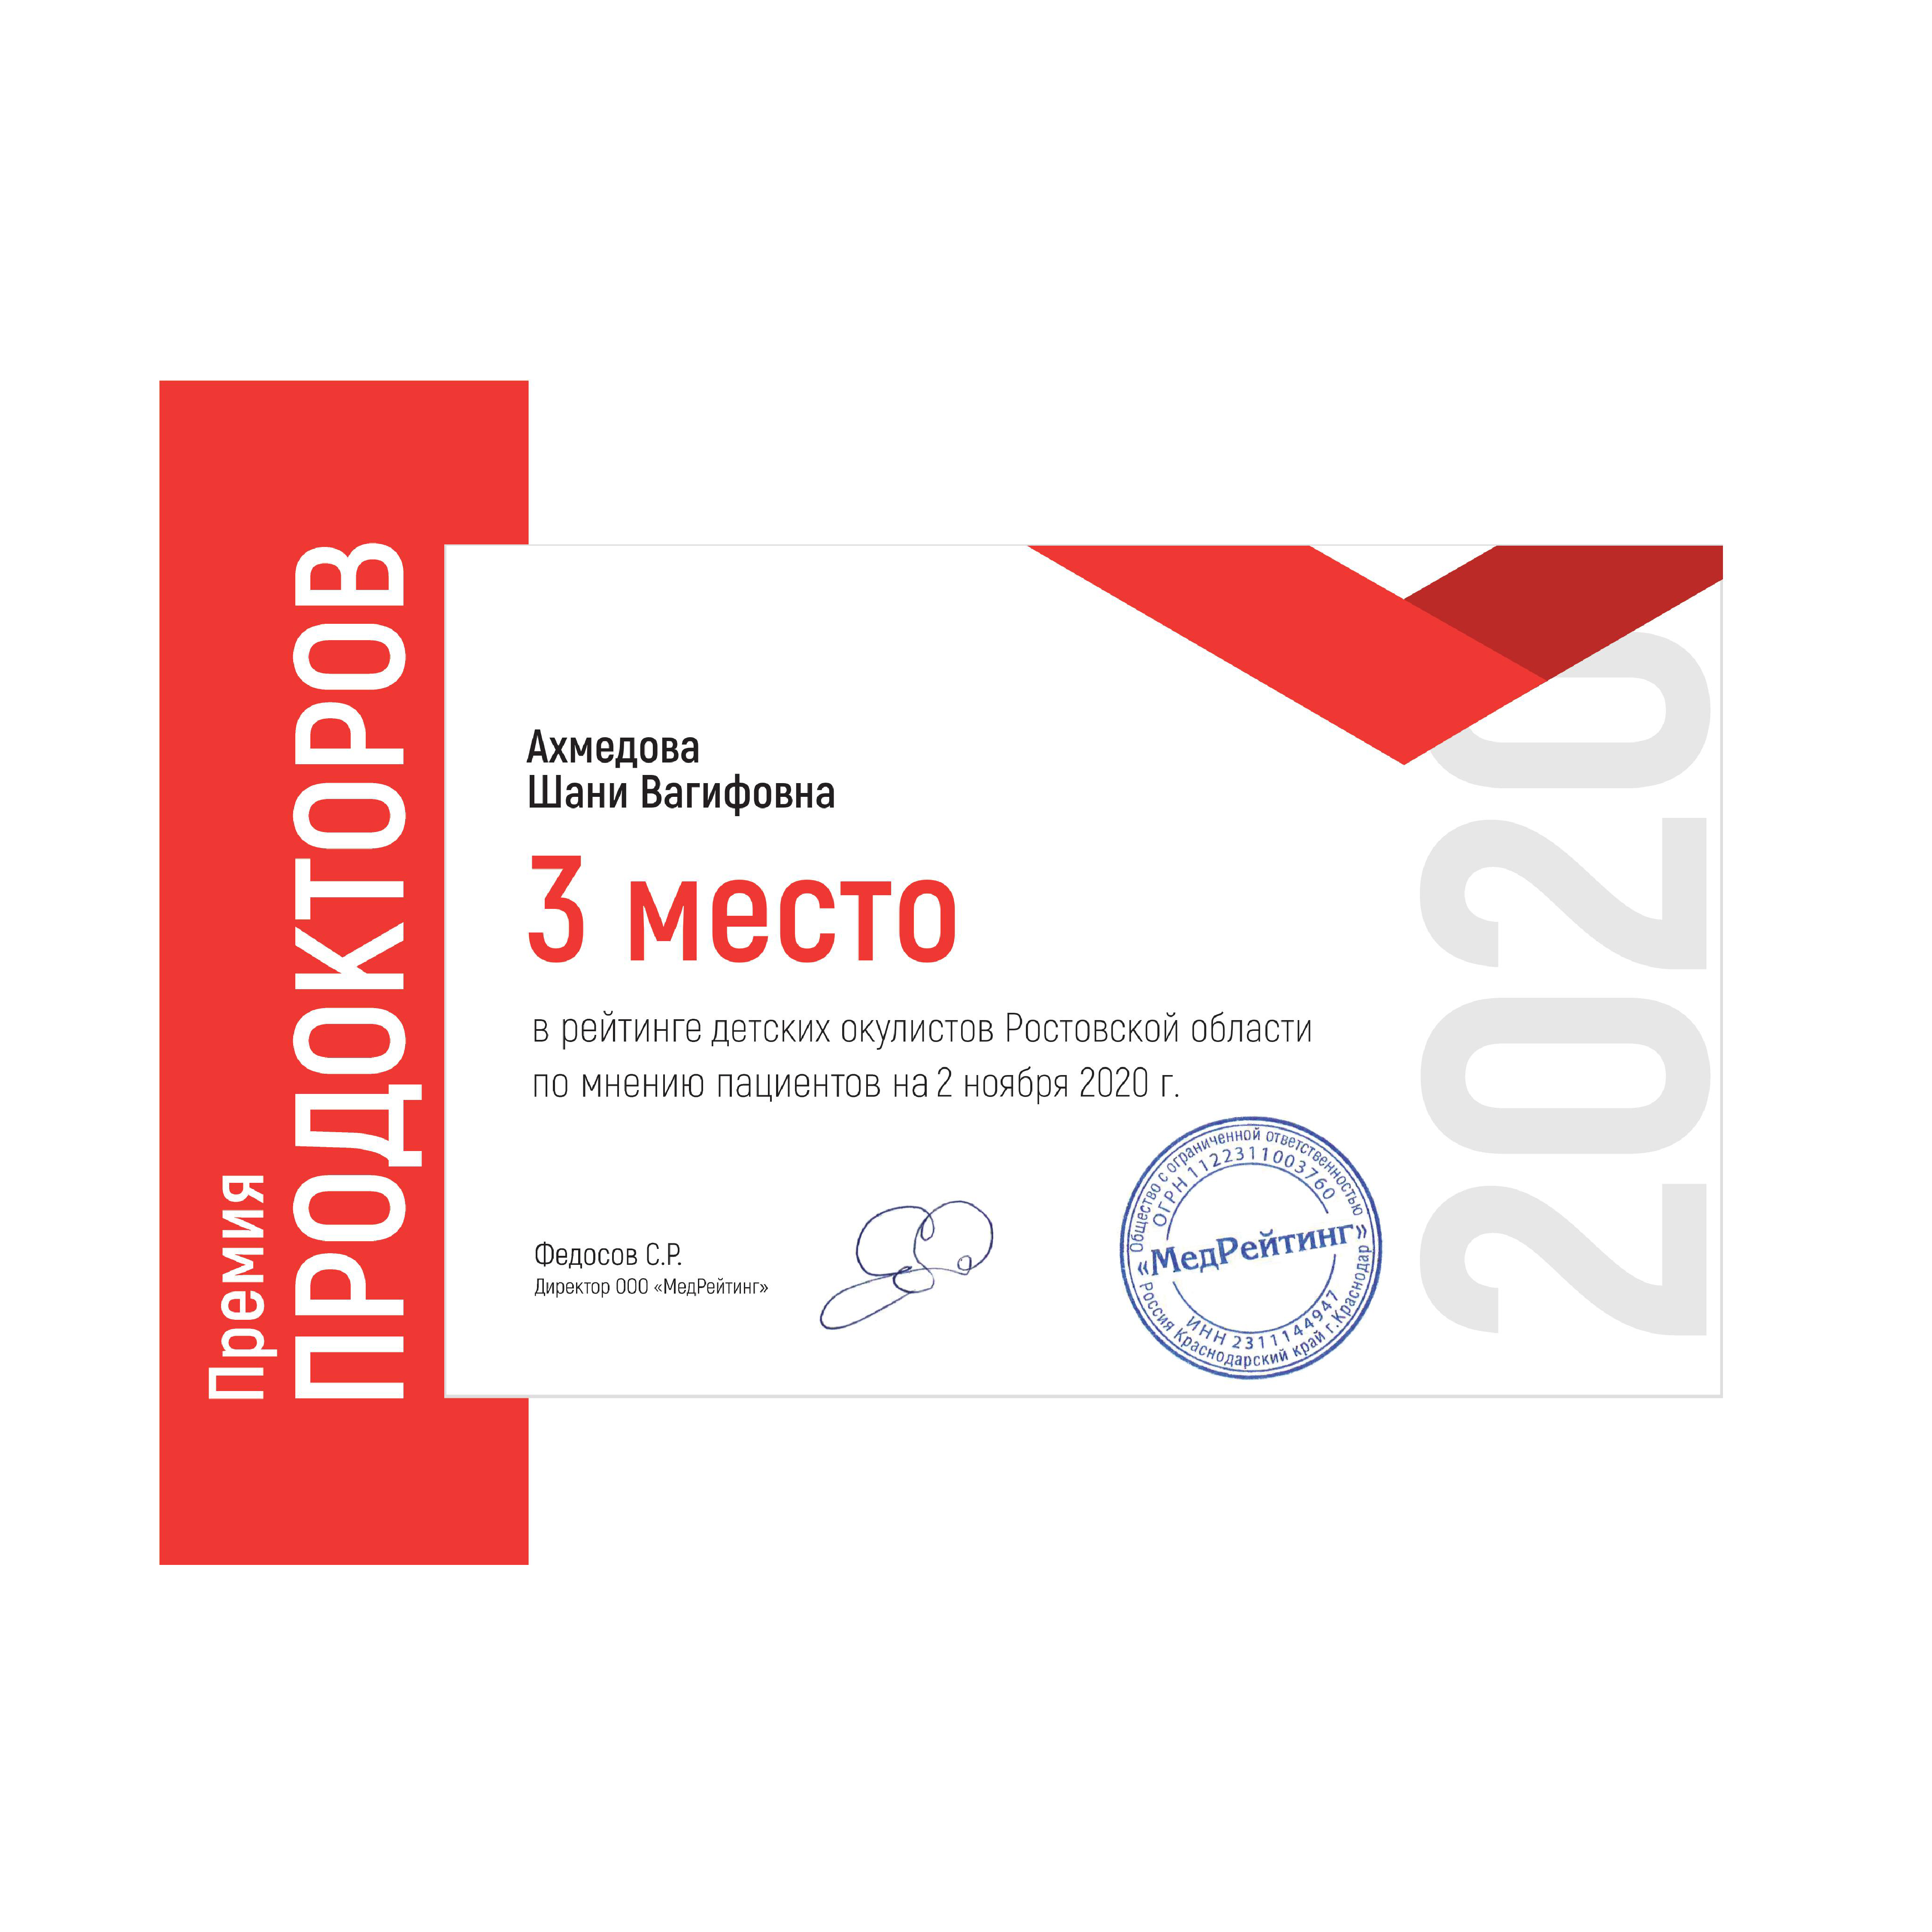 Премия
ПРОДОКТОРОВ
Ахмедова
Шани Вагифовна
3 место
в рейтинге детских окулистов Ростовской области
по мнению пациентов на 2 ноября 2020 г.
Федосов С.Р.
Директор ООО «МедРейтинг»
Общество с ограниченной ответственностью
ОГРН 1122311003760
«МедРейтинг»
ИНН 2311144947
Россия Краснодарский край г.Краснодар
2020